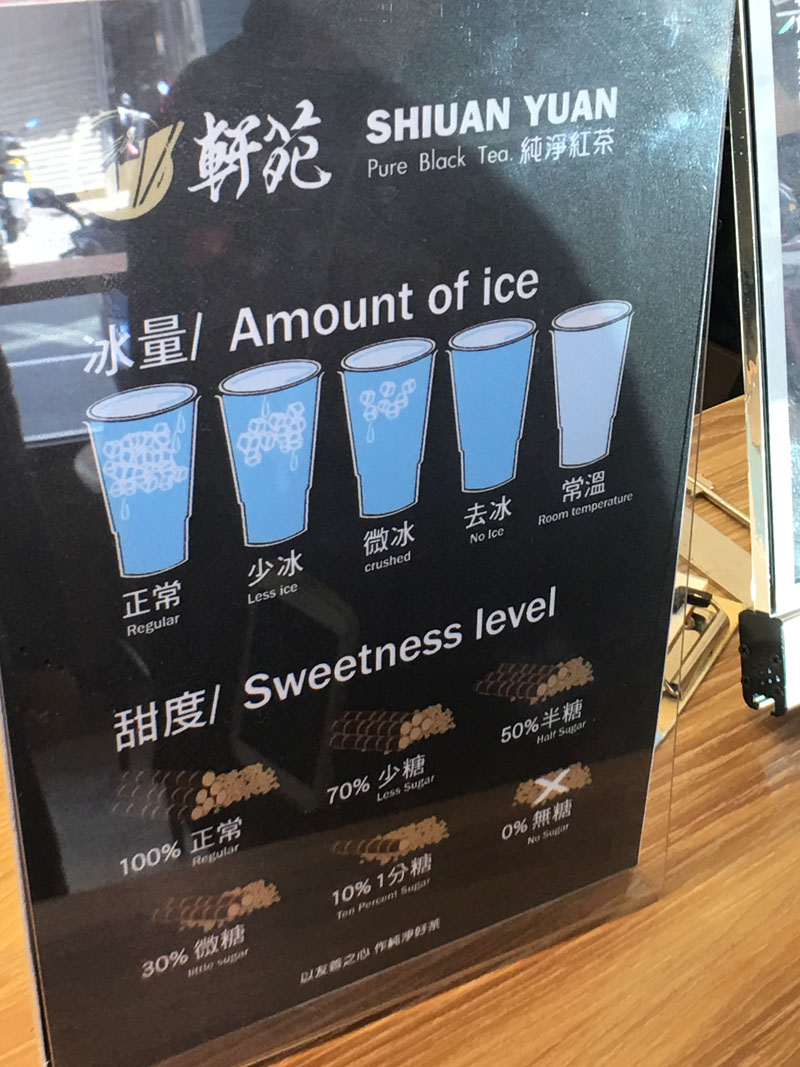 軒苑 SHIUAN YUAN
Pure Black Tea. 純淨紅茶
冰量/ Amount of ice
正常
Regular
少冰
Less ice
微冰
crushed
去冰
No Ice
常溫
Room temperature
甜度/ Sweetness level
100% 正常
Regular
70% 少糖
Less Sugar
50% 半糖
Half Sugar
30% 微糖
little sugar
10% 1分糖
Ten Percent Sugar
0% 無糖
No Sugar
以友善之心 作純淨好茶